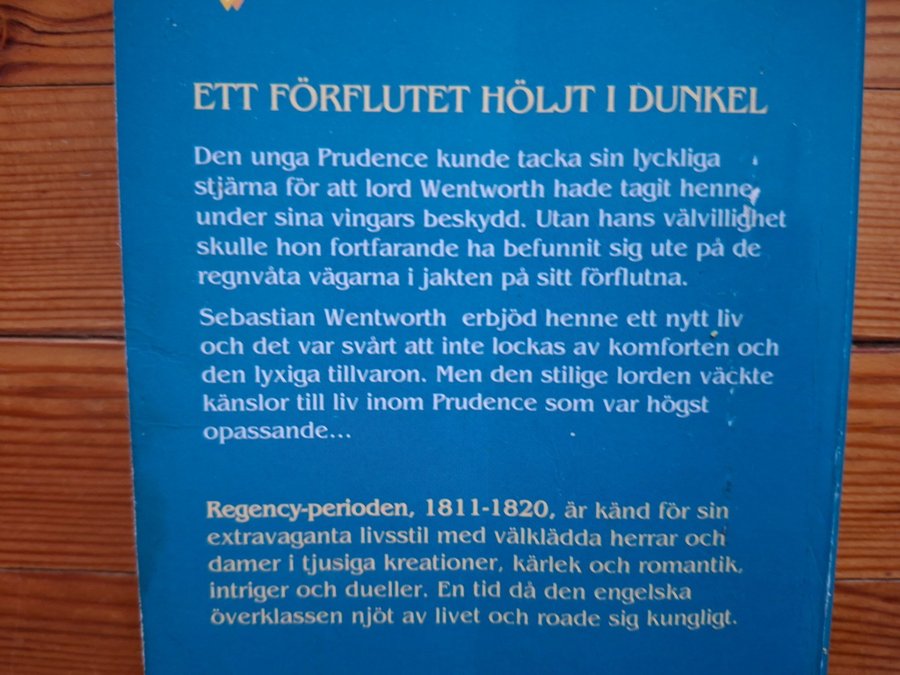 ETT FÖRFLUTET HÖLJT I DUNKEL
Den unga Prudence kunde tacka sin lyckliga
stjärna för att lord Wentworth hade tagit henne
under sina vingars beskydd. Utan hans välvillighet
skulle hon fortfarande ha befunnit sig ute på de
regnvåta vägarna i jakten på sitt förflutna.
Sebastian Wentworth erbjöd henne ett nytt liv
och det var svårt att inte lockas av komforten och
den lyxiga tillvaron. Men den stilige lorden väckte
känslor till liv inom Prudence som var högst
opassande...
Regency-perioden, 1811-1820, är känd för sin
extravaganta livsstil med välklädda herrar och
damer i tjusiga kreationer, kärlek och romantik,
intriger och dueller. En tid då den engelska
överklassen njöt av livet och roade sig kungligt.